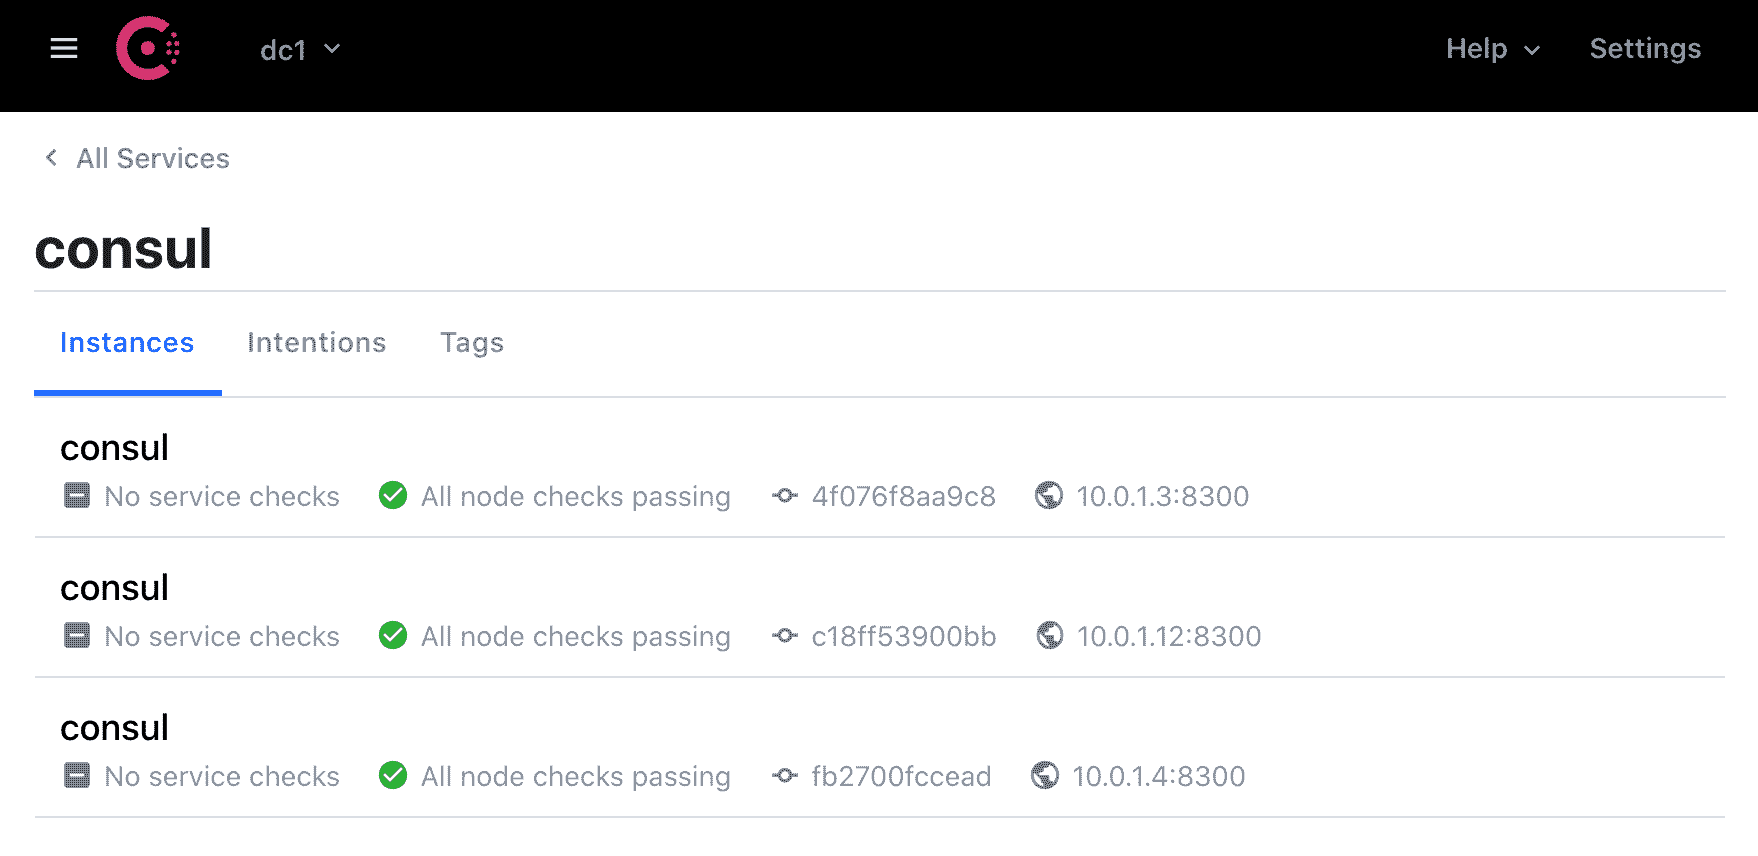 dc1 Help Settings
All Services
consul
Instances Intentions Tags
consul
No service checks All node checks passing 4f076f8aa9c8 10.0.1.3:8300
consul
No service checks All node checks passing c18ff53900bb 10.0.1.12:8300
consul
No service checks All node checks passing fb2700fccead 10.0.1.4:8300